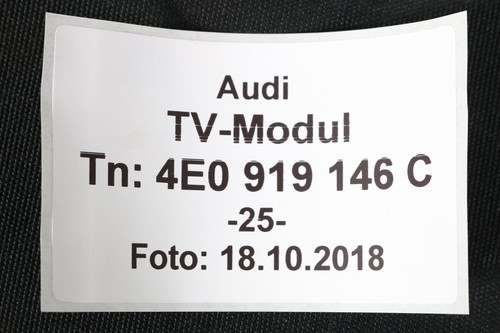 Audi
TV-Modul
Tn: 4E0 919 146 C
-25-
Foto: 18.10.2018